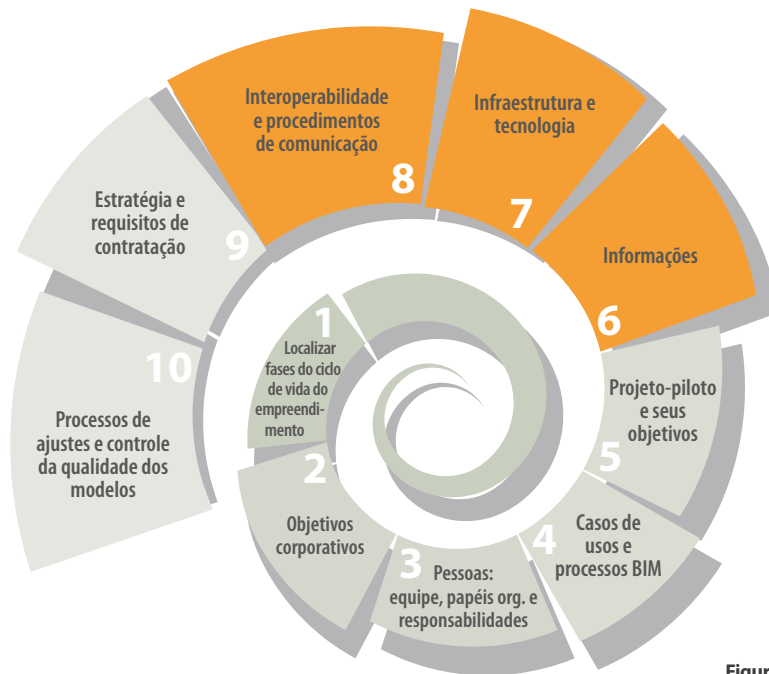 1
Localizar
fases do ciclo
de vida do
empreendi-
mento
2
Objetivos
corporativos
3
Pessoas:
equipe, papéis org. e
responsabilidades
4
Casos de
usos e
processos BIM
5
Projeto-piloto
e seus
objetivos
6
Informações
7
Infraestrutura e
tecnologia
8
Interoperabilidade
e procedimentos
de comunicação
9
Estratégia e
requisitos de
contratação
10
Processos de
ajustes e controle
da qualidade dos
modelos
Figur